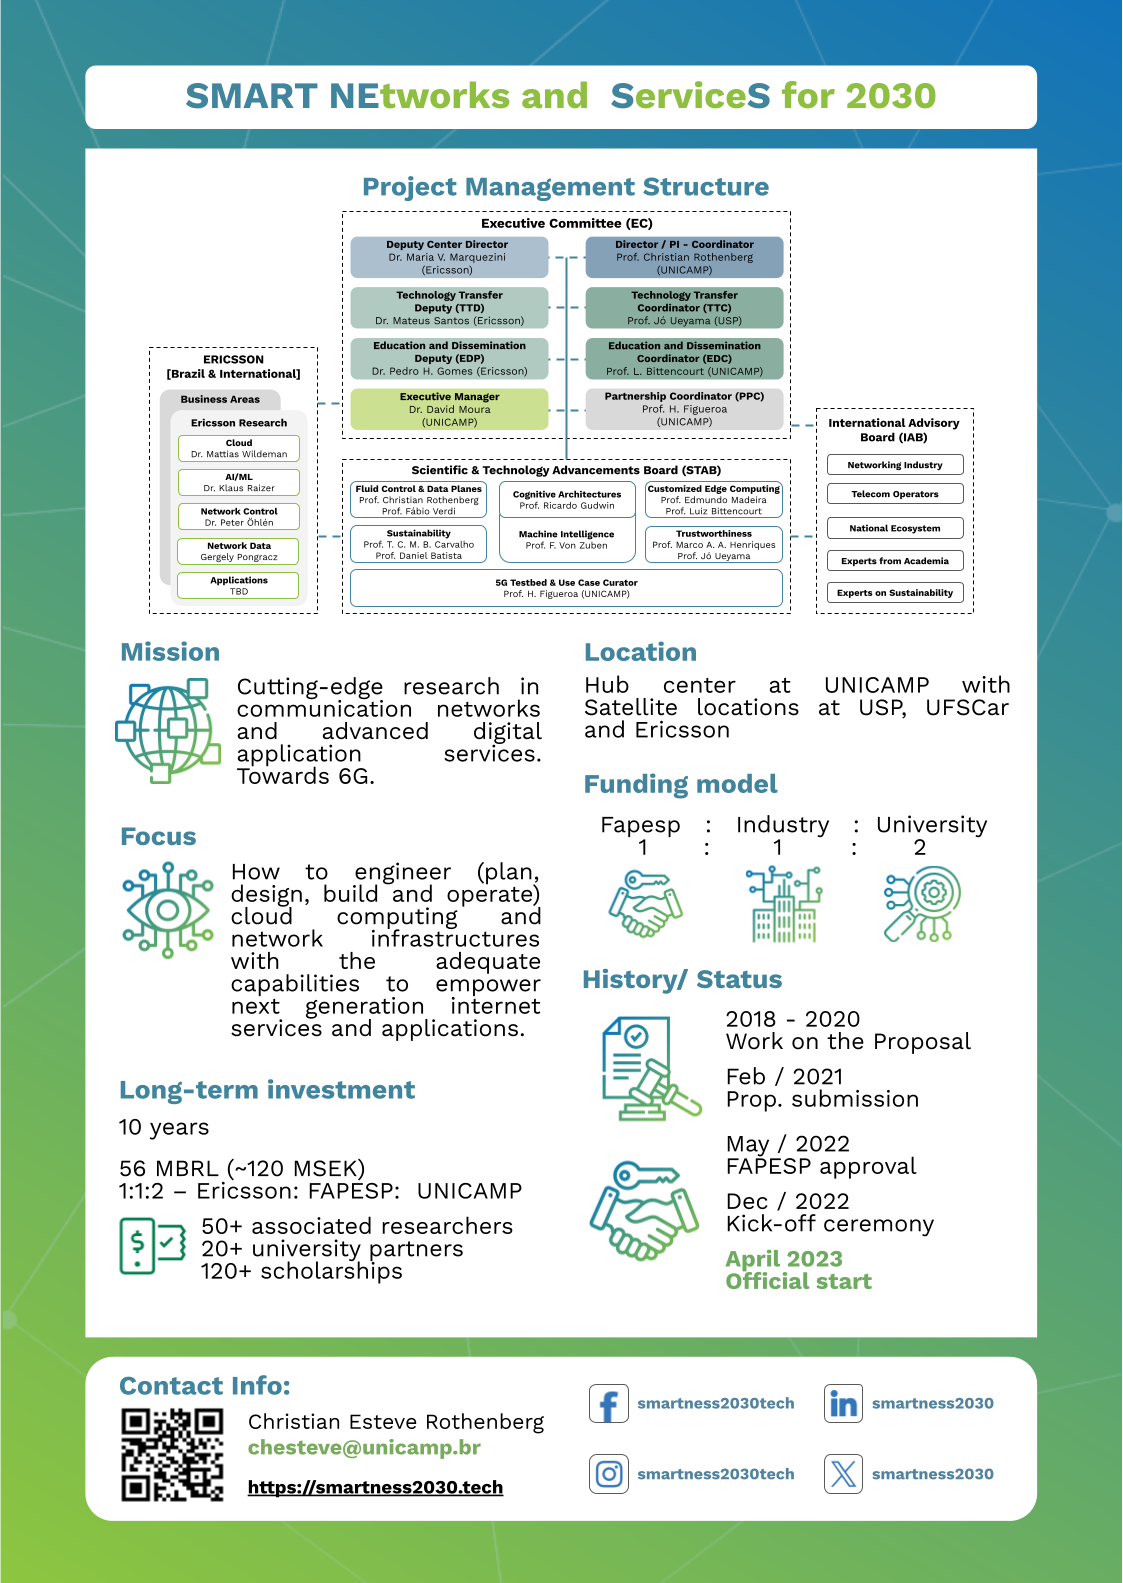 SMART NEtworks and ServiceS for 2030
Project Management Structure
Executive Committee (EC)
Deputy Center Director
Dr. Maria V. Marquezini
(Ericsson)
Director / PI - Coordinator
Prof. Christian Rothenberg
(UNICAMP)
Technology Transfer
Deputy (TTD)
Dr. Mateus Santos (Ericsson)
Technology Transfer
Coordinator (TTC)
Prof. Jó Ueyama (USP)
Education and Dissemination
Deputy (EDP)
Dr. Pedro H. Gomes (Ericsson)
Education and Dissemination
Coordinator (EDC)
Prof. L. Bittencourt (UNICAMP)
Executive Manager
Dr. David Moura
(UNICAMP)
Partnership Coordinator (PPC)
Prof. H. Figueroa
(UNICAMP)
ERICSSON
[Brazil & International]
Business Areas
Ericsson Research
Cloud
Dr. Mattias Wildeman
AI/ML
Dr. Klaus Raizer
Network Control
Dr. Peter Öhlén
Network Data
Gergely Pongracz
Applications
TBD
Scientific & Technology Advancements Board (STAB)
Fluid Control & Data Planes
Prof. Christian Rothenberg
Prof. Fábio Verdi
Cognitive Architectures
Prof. Ricardo Gudwin
Customized Edge Computing
Prof. Edmundo Madeira
Prof. Luiz Bittencourt
Sustainability
Prof. T. C. M. B. Carvalho
Prof. Daniel Batista
Machine Intelligence
Prof. F. Von Zuben
Trustworthiness
Prof. Marco A. A. Henriques
Prof. Jó Ueyama
5G Testbed & Use Case Curator
Prof. H. Figueroa (UNICAMP)
International Advisory
Board (IAB)
Networking Industry
Telecom Operators
National Ecosystem
Experts from Academia
Experts on Sustainability
Mission
Cutting-edge research in
communication networks
and advanced digital
application services.
Towards 6G.
Focus
How to engineer (plan,
design, build and operate)
cloud computing and
network infrastructures
with the adequate
capabilities to empower
next generation internet
services and applications.
Long-term investment
10 years
56 MBRL (~120 MSEK)
1:1:2 – Ericsson: FAPESP: UNICAMP
50+ associated researchers
20+ university partners
120+ scholarships
Location
Hub center at UNICAMP with
Satellite locations at USP, UFSCar
and Ericsson
Funding model
Fapesp : Industry : University
1 : 1 : 2
History/ Status
2018 - 2020
Work on the Proposal
Feb / 2021
Prop. submission
May / 2022
FAPESP approval
Dec / 2022
Kick-off ceremony
April 2023
Official start
Contact Info:
Christian Esteve Rothenberg
chesteve@unicamp.br
https://smartness2030.tech
smartness2030tech
smartness2030
smartness2030tech
smartness2030